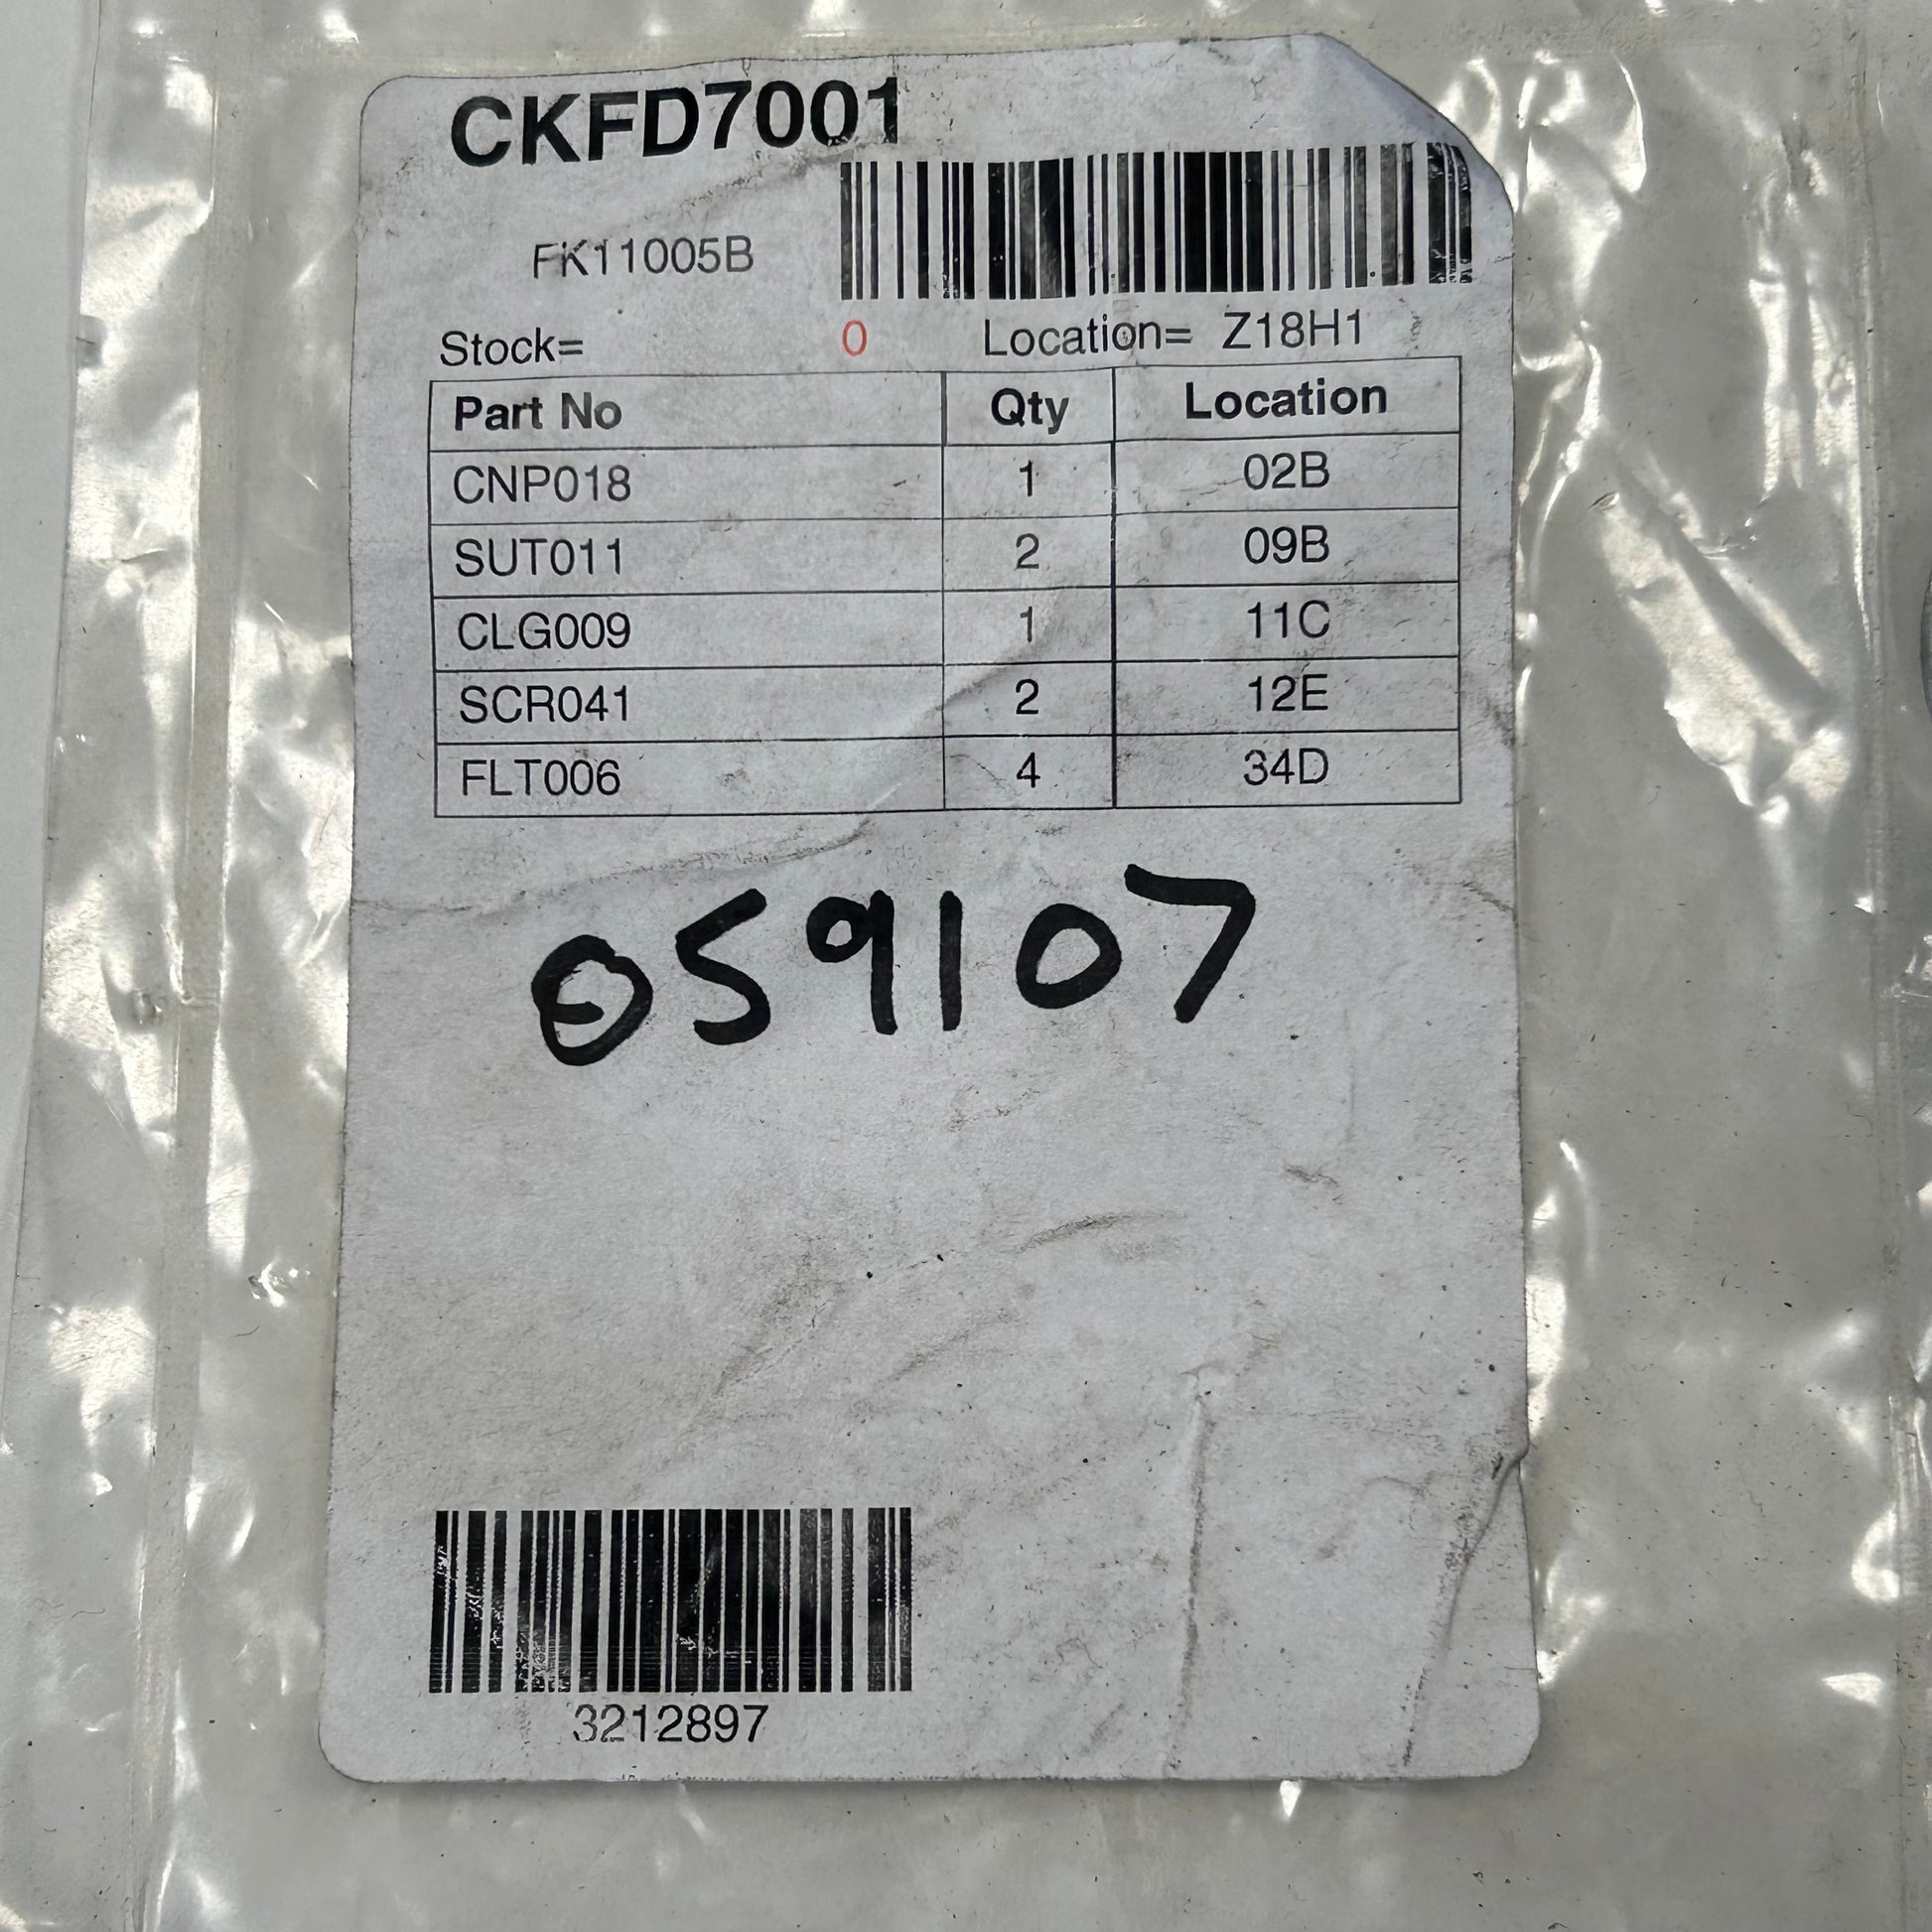 CKFD7001
FK11005B
Stock= 0 Location= Z18H1
Part No Qty Location
CNP018 1 02B
SUT011 2 09B
CLG009 1 11C
SCR041 2 12E
FLT006 4 34D
059107
3212897